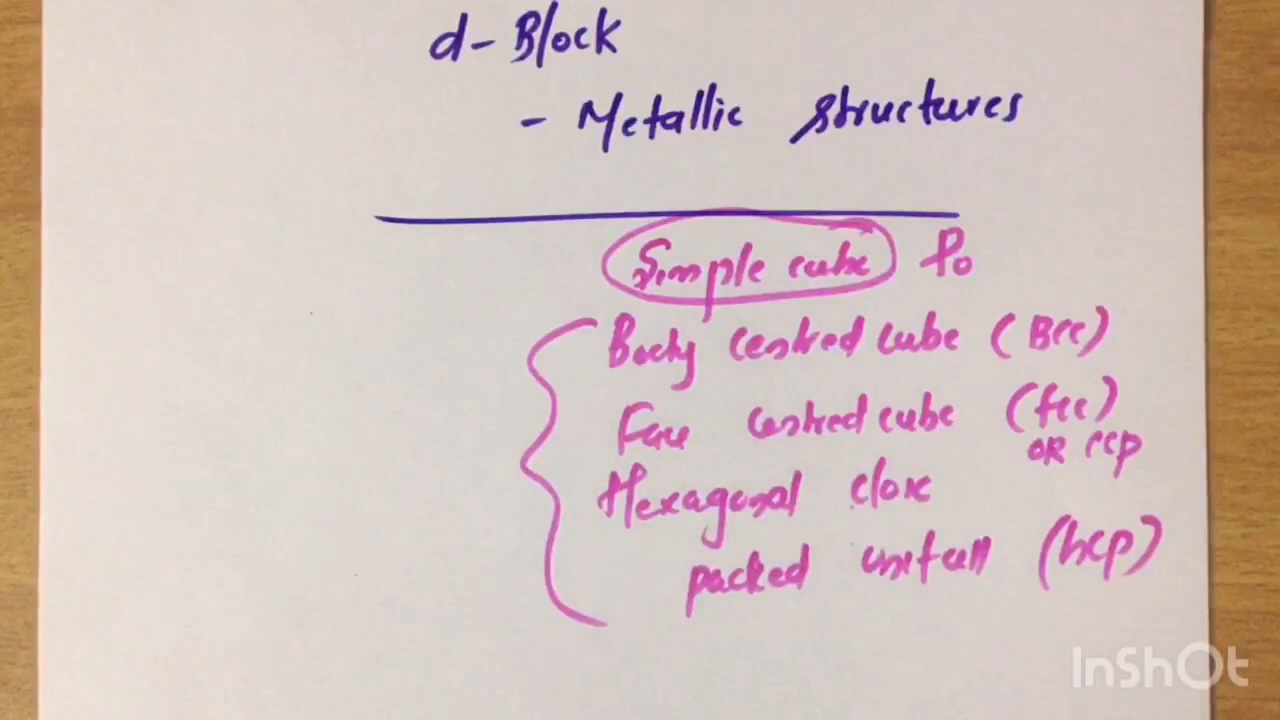 d-Block
- Metallic structures
Simple cube Po
Body centred cube (Bcc)
Face centred cube (fcc)
OR ccp
Hexagonal close
packed unitcell (hcp)
InShOt